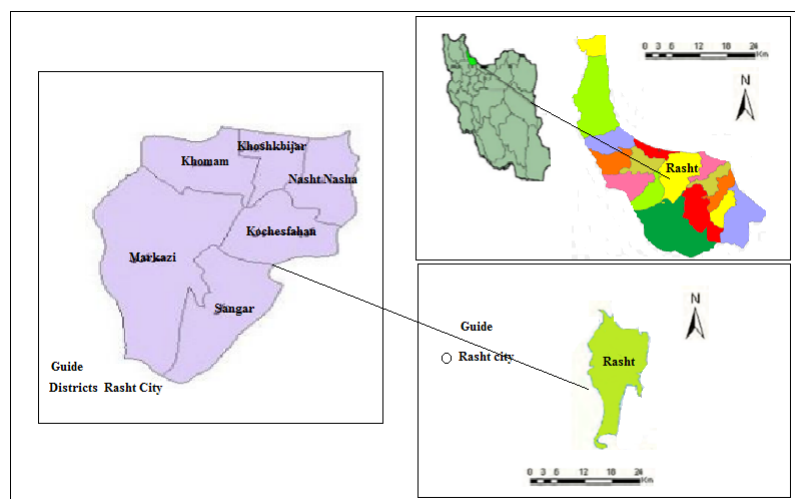 Khoshkbijar
Khomam
Nasht Nasha
Kochesfahan
Markazi
Sangar
Guide
Districts Rasht City
0 3 6 12 18 24
Km
N
Rasht
N
Guide
Rasht city
Rasht
0 3 6 12 18 24
Km